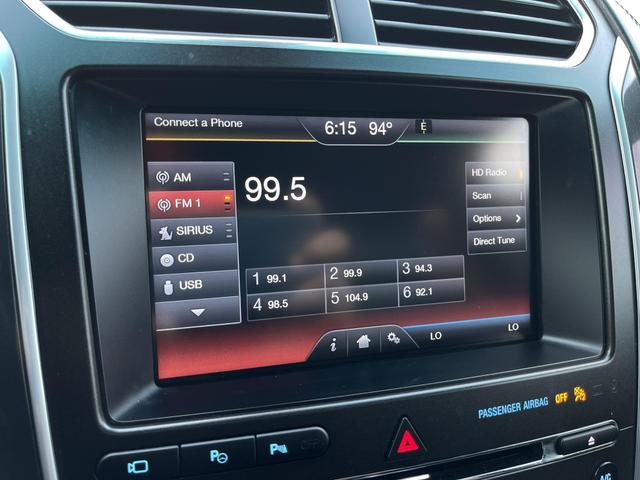 Connect a Phone
6:15 94° E
AM
FM 1
SIRIUS
CD
USB
99.5
HD Radio
Scan
Options >
Direct Tune
1 99.1 2 99.9 3 94.3
4 98.5 5 104.9 6 92.1
i LO LO
PASSENGER AIRBAG OFF
P P OFF
A/C